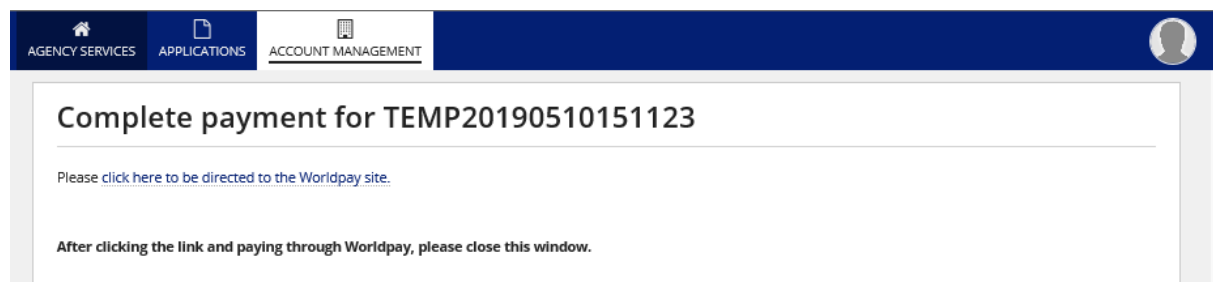 AGENCY SERVICES APPLICATIONS ACCOUNT MANAGEMENT
Complete payment for TEMP20190510151123
Please click here to be directed to the Worldpay site.
After clicking the link and paying through Worldpay, please close this window.